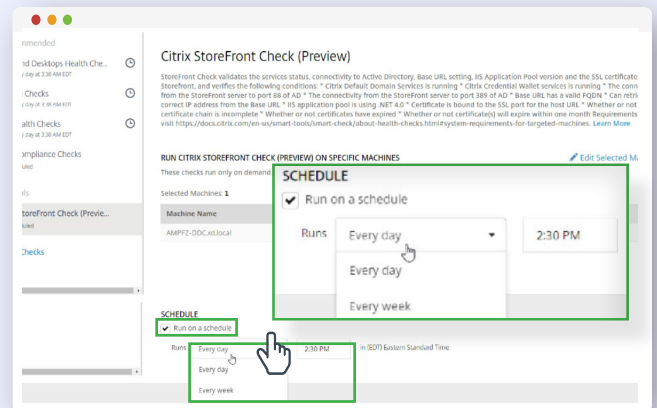 mmended
nd Desktops Health Che..
y day at 3:30 AM EDT
Checks
y day at 3:30 AM EDT
alth Checks
y day at 3:30 AM EDT
ompliance Checks
uled
ls
toreFront Check (Previe...
uled
Checks
Citrix StoreFront Check (Preview)
StoreFront Check validates the services status, connectivity to Active Directory, Base URL setting, IIS Application Pool version and the SSL certificate
Storefront, and verifies the following conditions: * Citrix Default Domain Services is running * Citrix Credential Wallet services is running * The conn
from the StoreFront server to port 88 of AD * The connectivity from the StoreFront server to port 389 of AD * Base URL has a valid FQDN * Can retri
correct IP address from the Base URL * IIS application pool is using .NET 4.0 * Certificate is bound to the SSL port for the host URL * Whether or not
certificate chain is incomplete * Whether or not certificates have expired * Whether or not certificate(s) will expire within one month Requirements
visit https://docs.citrix.com/en-us/smart-tools/smart-check/about-health-checks.html#system-requirements-for-targeted-machines. Learn More
RUN CITRIX STOREFRONT CHECK (PREVIEW) ON SPECIFIC MACHINES
Edit Selected Ma
These checks run only on demand.
Selected Machines: 1
Machine Name
AMPFZ-DDC.xd.local
SCHEDULE
Run on a schedule
Runs
Every day
2:30 PM
Every day
Every week
SCHEDULE
Run on a schedule
Runs
Every day
2:30 PM
in (EDT) Eastern Standard Time
Every day
Every week